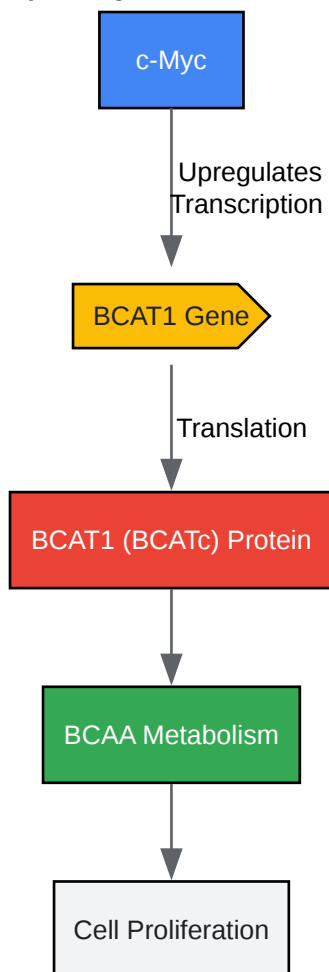 c-Myc
Upregulates
Transcription
BCAT1 Gene
Translation
BCAT1 (BCATc) Protein
BCAA Metabolism
Cell Proliferation